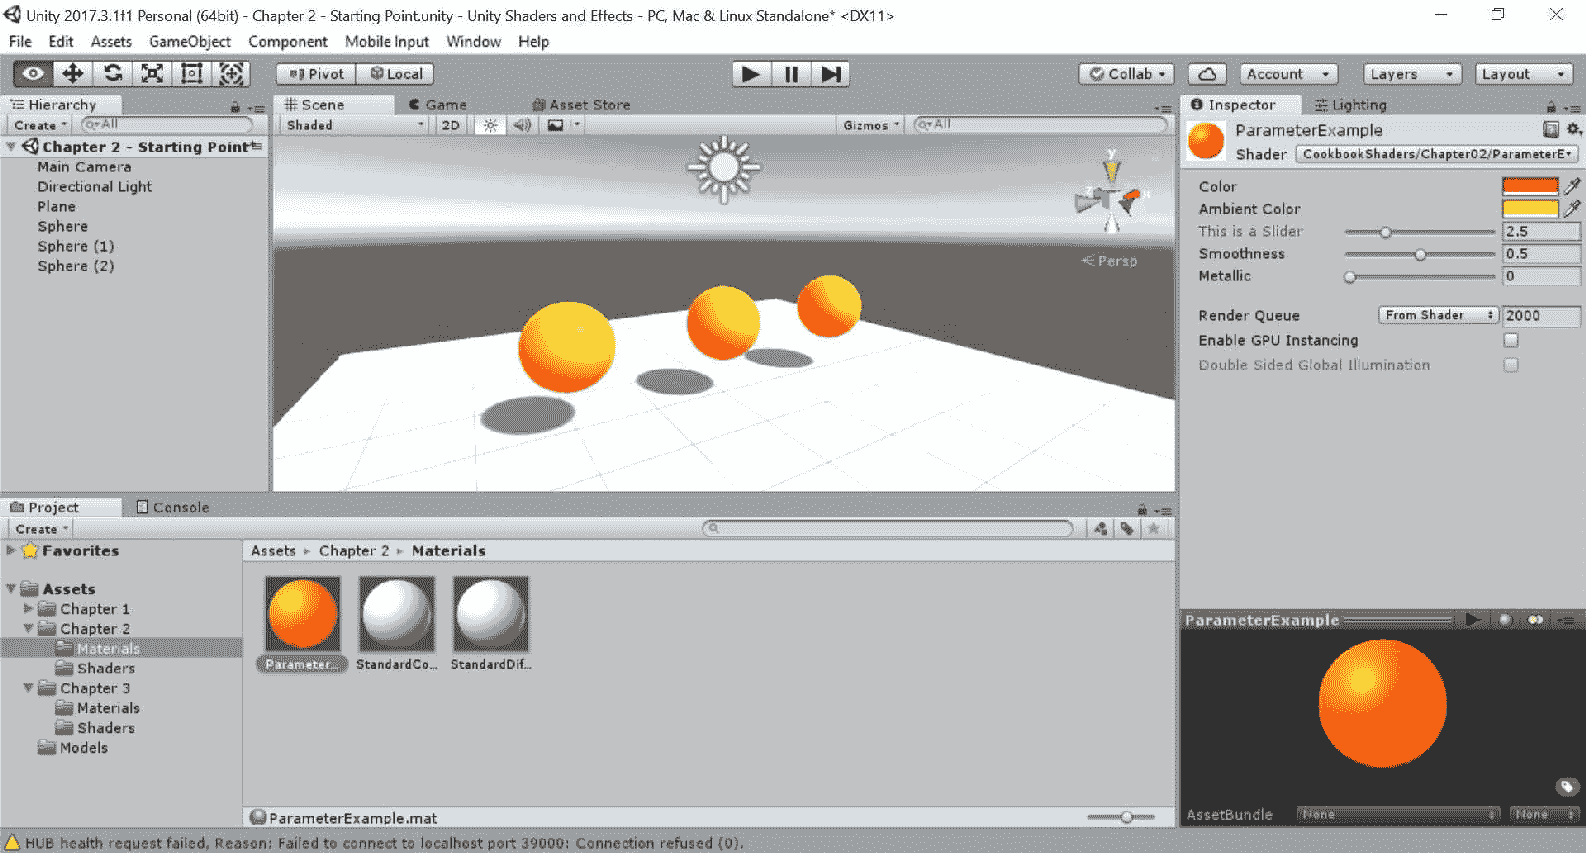 Unity 2017.3.1f1 Personal (64bit) - Chapter 2 - Starting Point.unity - Unity Shaders and Effects - PC, Mac & Linux Standalone* <DX11>
File Edit Assets GameObject Component Mobile Input Window Help
Pivot Local Collab Account Layers Layout
Hierarchy
Create All
Chapter 2 - Starting Point*
Main Camera
Directional Light
Plane
Sphere
Sphere (1)
Sphere (2)
Scene Game Asset Store
Shaded 2D Gizmos All
y
z x
Persp
Inspector Lighting
ParameterExample
Shader CookbookShaders/Chapter02/ParameterE
Color
Ambient Color
This is a Slider 2.5
Smoothness 0.5
Metallic 0
Render Queue From Shader 2000
Enable GPU Instancing
Double Sided Global Illumination
Project Console
Create
Favorites
Assets
Chapter 1
Chapter 2
Materials
Shaders
Chapter 3
Materials
Shaders
Models
Assets Chapter 2 Materials
Parameter... StandardCo... StandardDif...
ParameterExample.mat
ParameterExample
AssetBundle None None
HUB health request failed, Reason: Failed to connect to localhost port 39000: Connection refused (0).